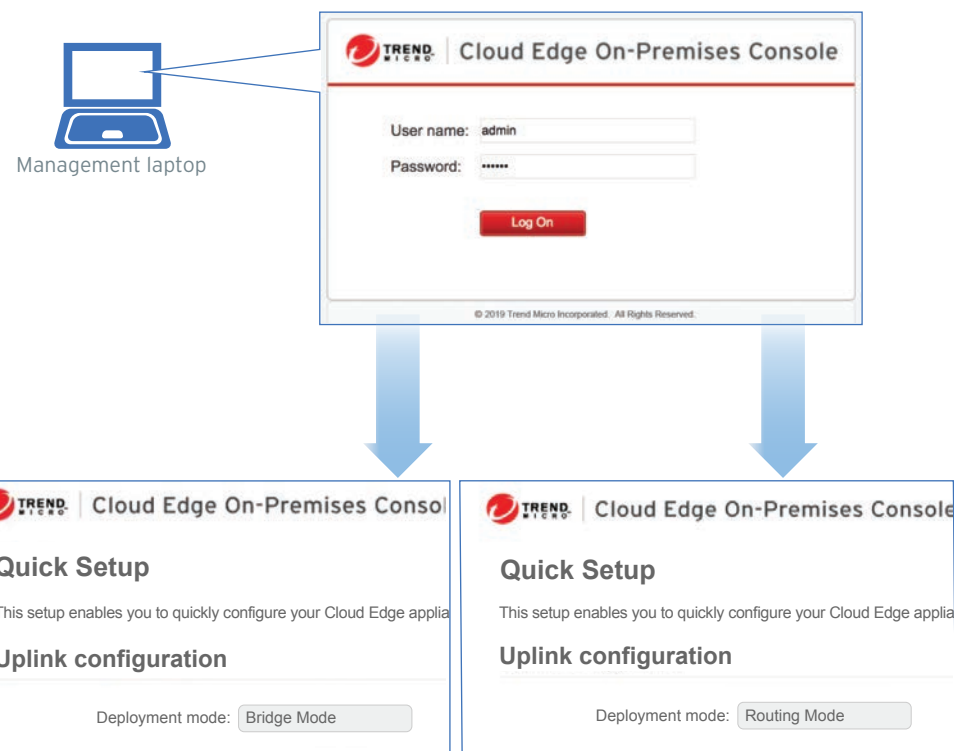 TREND MICRO | Cloud Edge On-Premises Console
User name: admin
Password: ••••••
Log On
Management laptop
© 2019 Trend Micro Incorporated. All Rights Reserved.
TREND MICRO | Cloud Edge On-Premises Consol
Quick Setup
This setup enables you to quickly configure your Cloud Edge applia
Uplink configuration
Deployment mode: Bridge Mode
TREND MICRO | Cloud Edge On-Premises Console
Quick Setup
This setup enables you to quickly configure your Cloud Edge applia
Uplink configuration
Deployment mode: Routing Mode